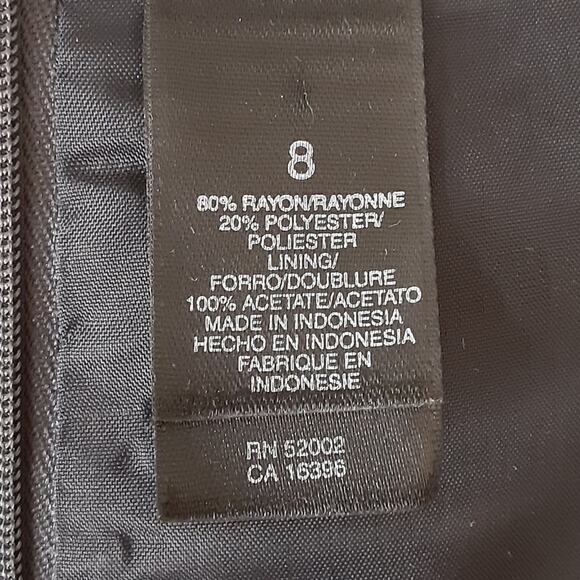 8
80% RAYON/RAYONNE
20% POLYESTER/
POLIESTER
LINING/
FORRO/DOUBLURE
100% ACETATE/ACETATO
MADE IN INDONESIA
HECHO EN INDONESIA
FABRIQUE EN
INDONESIE
RN 52002
CA 16396